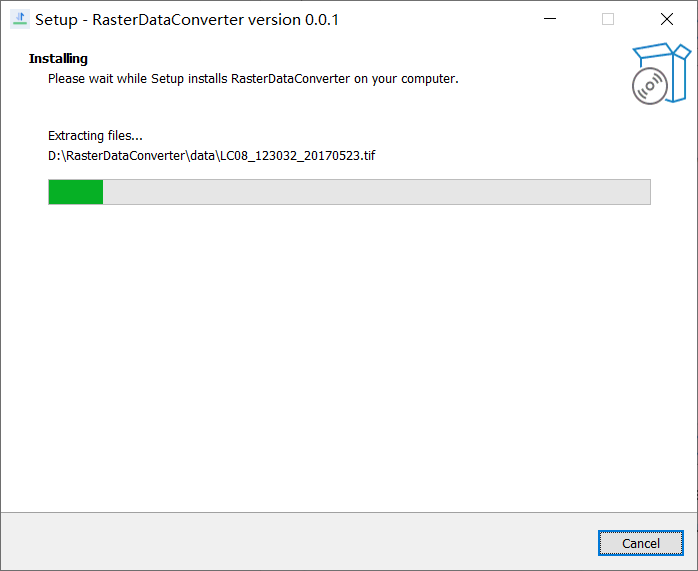 Setup - RasterDataConverter version 0.0.1
Installing
Please wait while Setup installs RasterDataConverter on your computer.
Extracting files...
D:\RasterDataConverter\data\LC08_123032_20170523.tif
Cancel